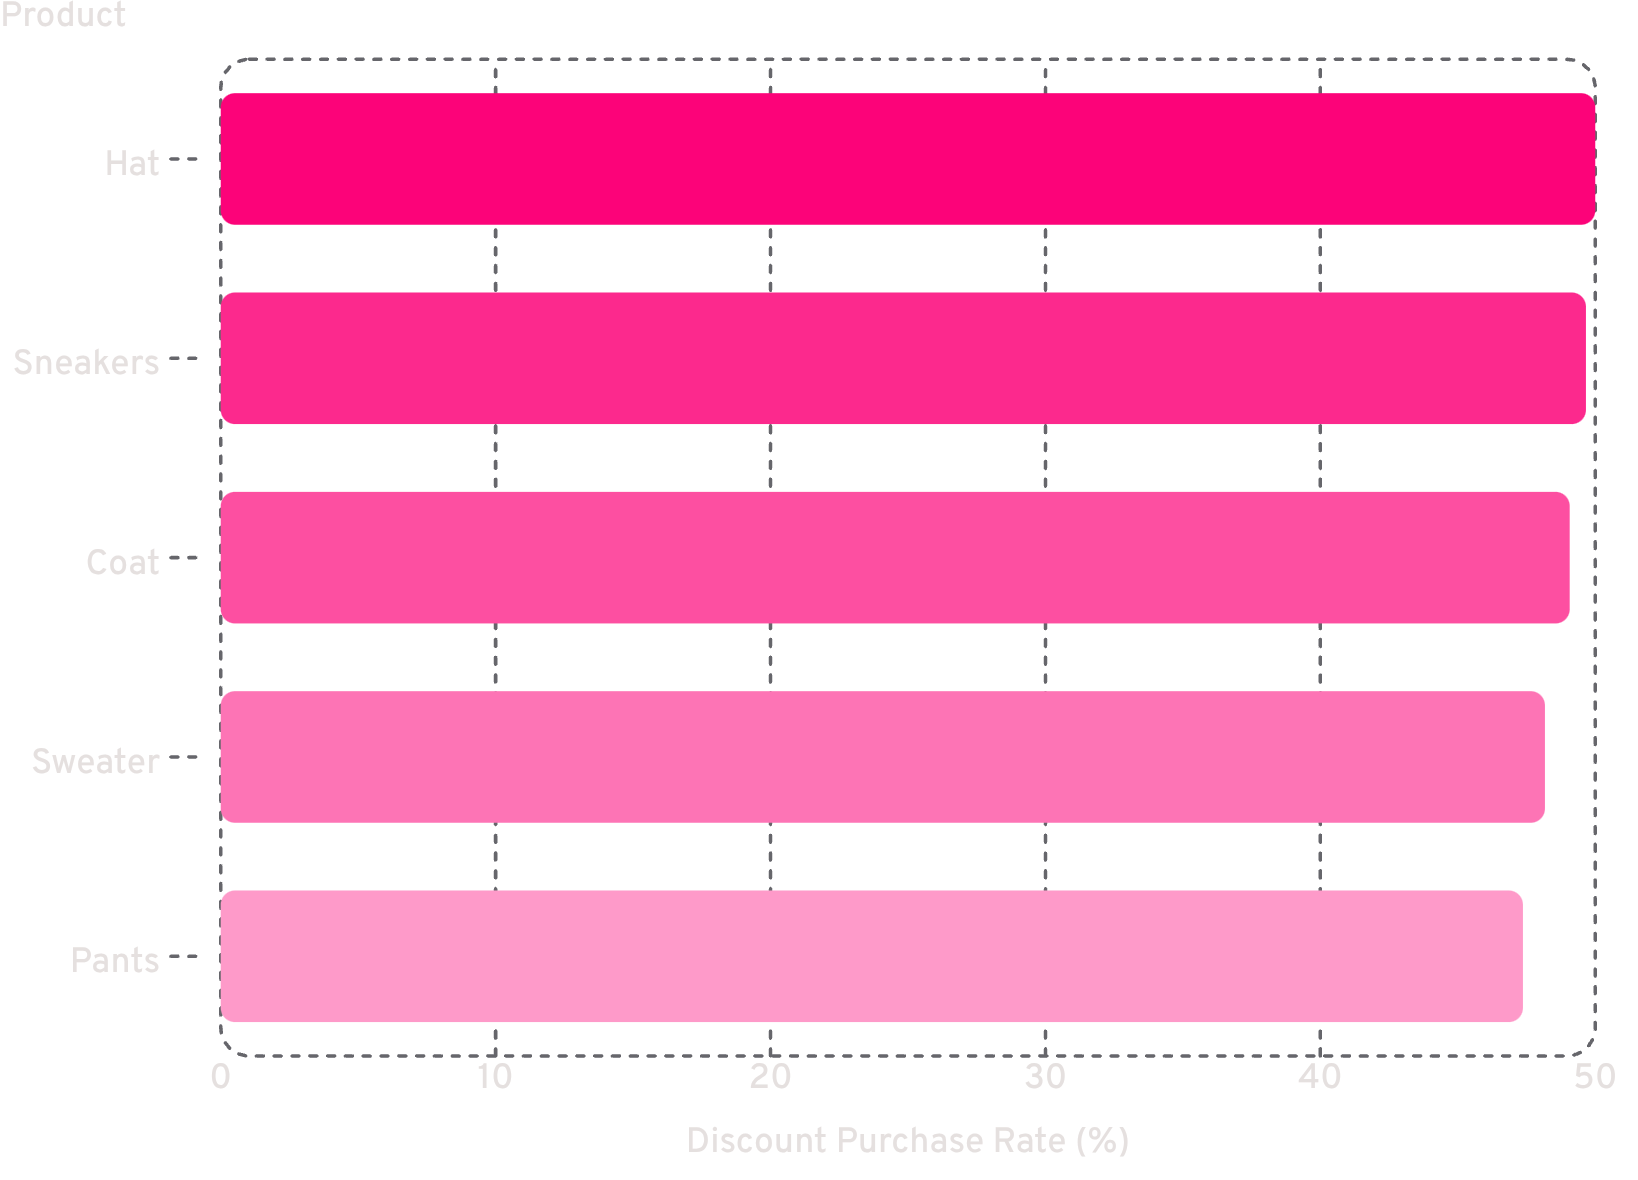 Product
Hat
Sneakers
Coat
Sweater
Pants
0 10 20 30 40 50
Discount Purchase Rate (%)